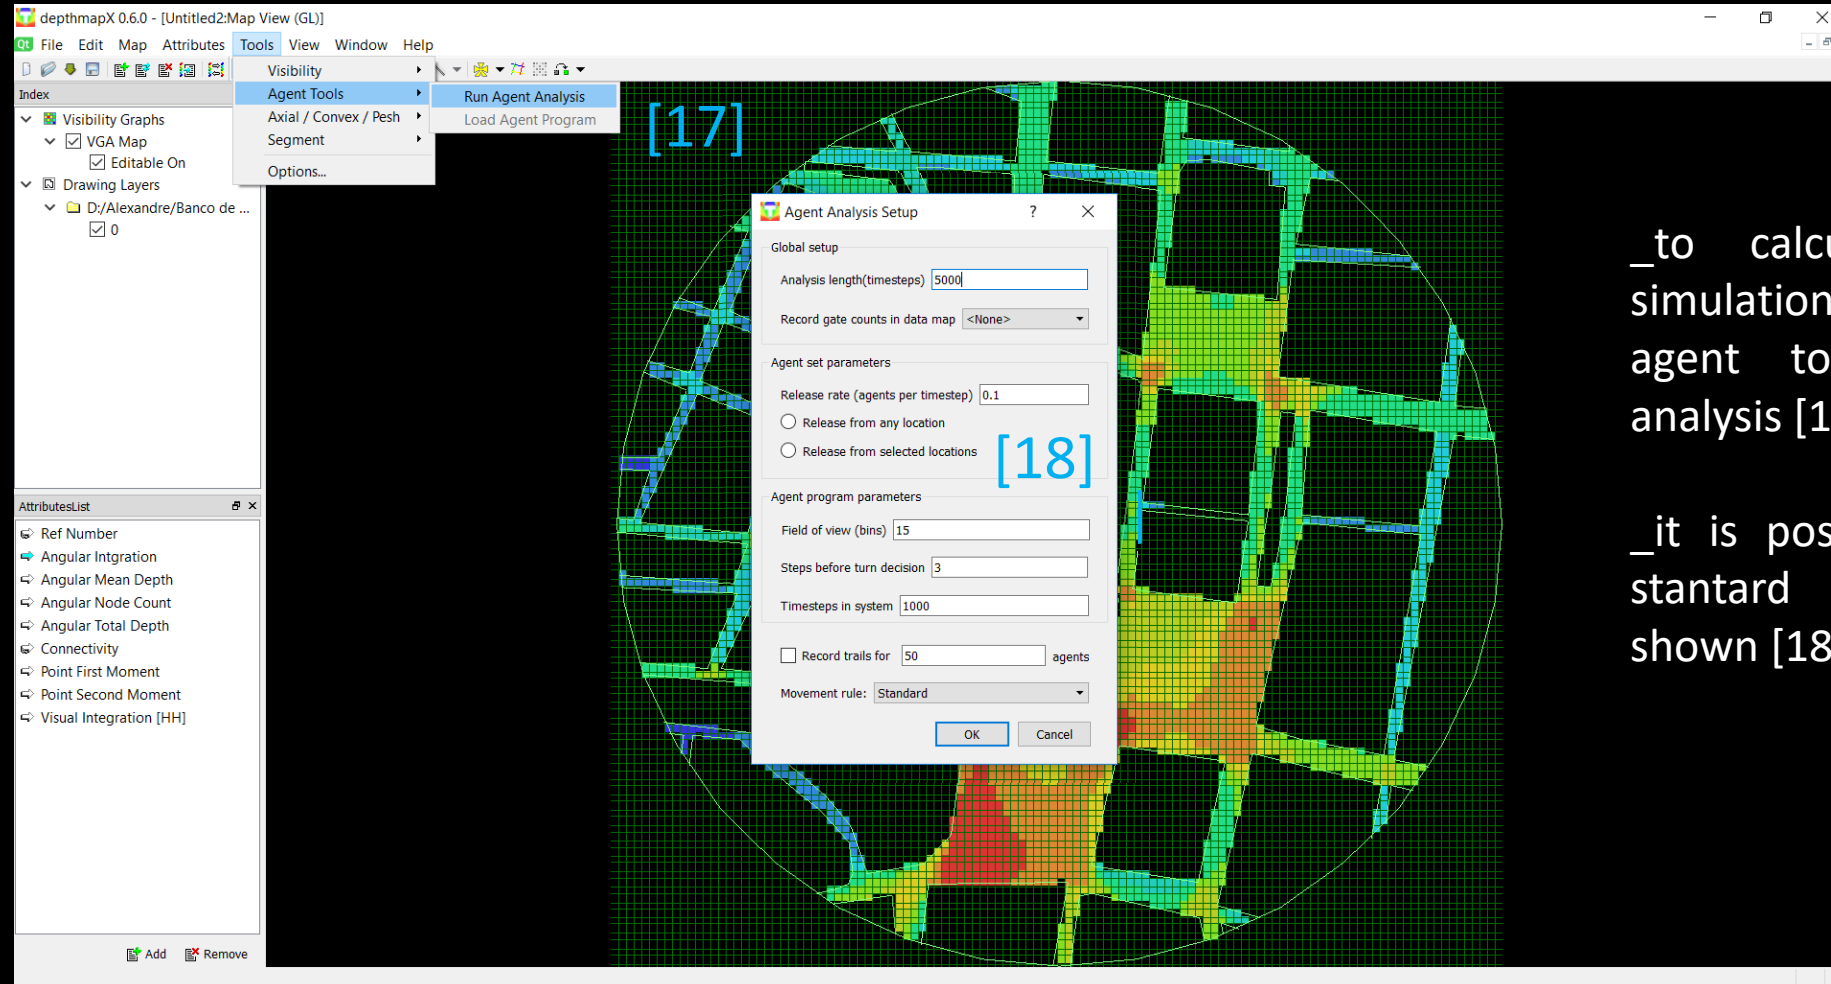 depthmapX 0.6.0 - [Untitled2:Map View (GL)]
File Edit Map Attributes Tools View Window Help
Visibility
Agent Tools
Axial / Convex / Pesh
Segment
Options...
Run Agent Analysis
Load Agent Program
[17]
Index
Visibility Graphs
VGA Map
Editable On
Drawing Layers
D:/Alexandre/Banco de ...
0
AttributesList
Ref Number
Angular Intgration
Angular Mean Depth
Angular Node Count
Angular Total Depth
Connectivity
Point First Moment
Point Second Moment
Visual Integration [HH]
Add Remove
Agent Analysis Setup
Global setup
Analysis length(timesteps) 5000
Record gate counts in data map <None>
Agent set parameters
Release rate (agents per timestep) 0.1
Release from any location
Release from selected locations
[18]
Agent program parameters
Field of view (bins) 15
Steps before turn decision 3
Timesteps in system 1000
Record trails for 50 agents
Movement rule: Standard
OK Cancel
_to calcu
simulation
agent to
analysis [1
_it is pos
stantard
shown [18